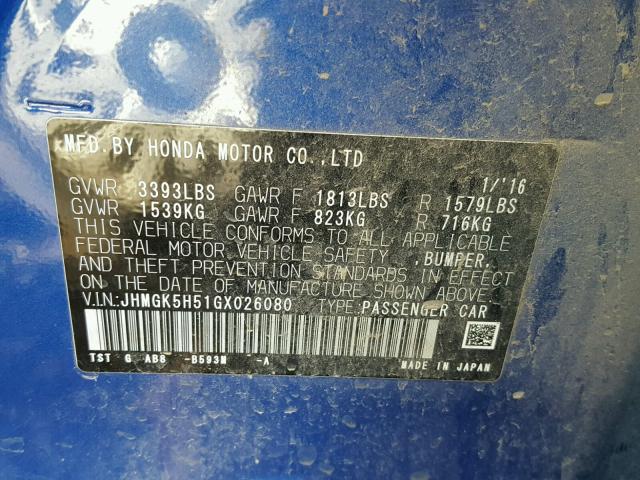 MFD.BY HONDA MOTOR CO.,LTD
1/'16
GVWR 3393LBS GAWR F 1813LBS R 1579LBS
GVWR 1539KG GAWR F 823KG R 716KG
THIS VEHICLE CONFORMS TO ALL APPLICABLE
FEDERAL MOTOR VEHICLE SAFETY ,BUMPER,
AND THEFT PREVENTION STANDARDS IN EFFECT
ON THE DATE OF MANUFACTURE SHOWN ABOVE.
V.I.N:JHMGK5H51GX026080 TYPE:PASSENGER CAR
TST G AB8 -B593M -A
MADE IN JAPAN